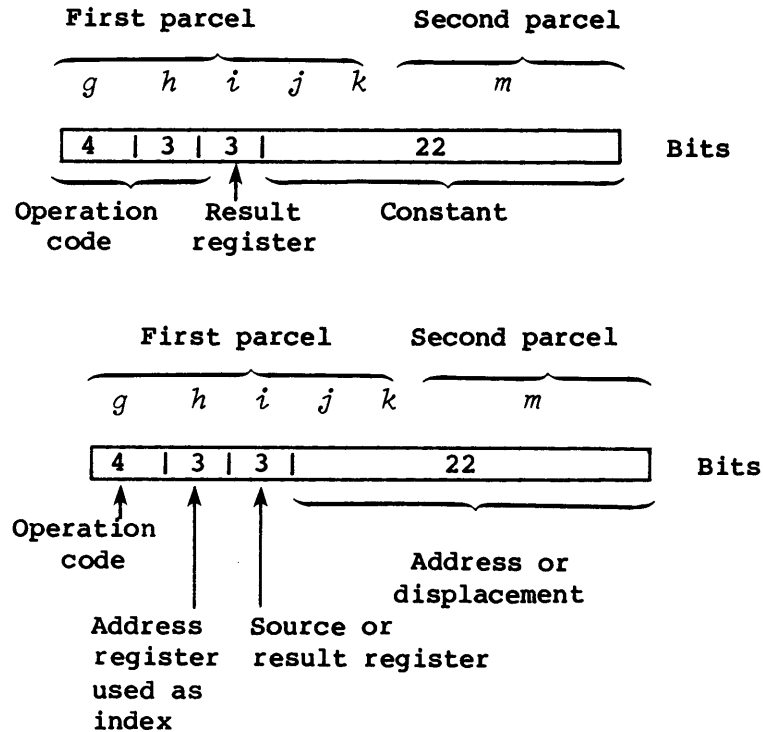 First parcel Second parcel
g h i j k m
4 | 3 | 3 | 22 Bits
Operation code Result register Constant
First parcel Second parcel
g h i j k m
4 | 3 | 3 | 22 Bits
Operation code
Address or displacement
Address register used as index
Source or result register